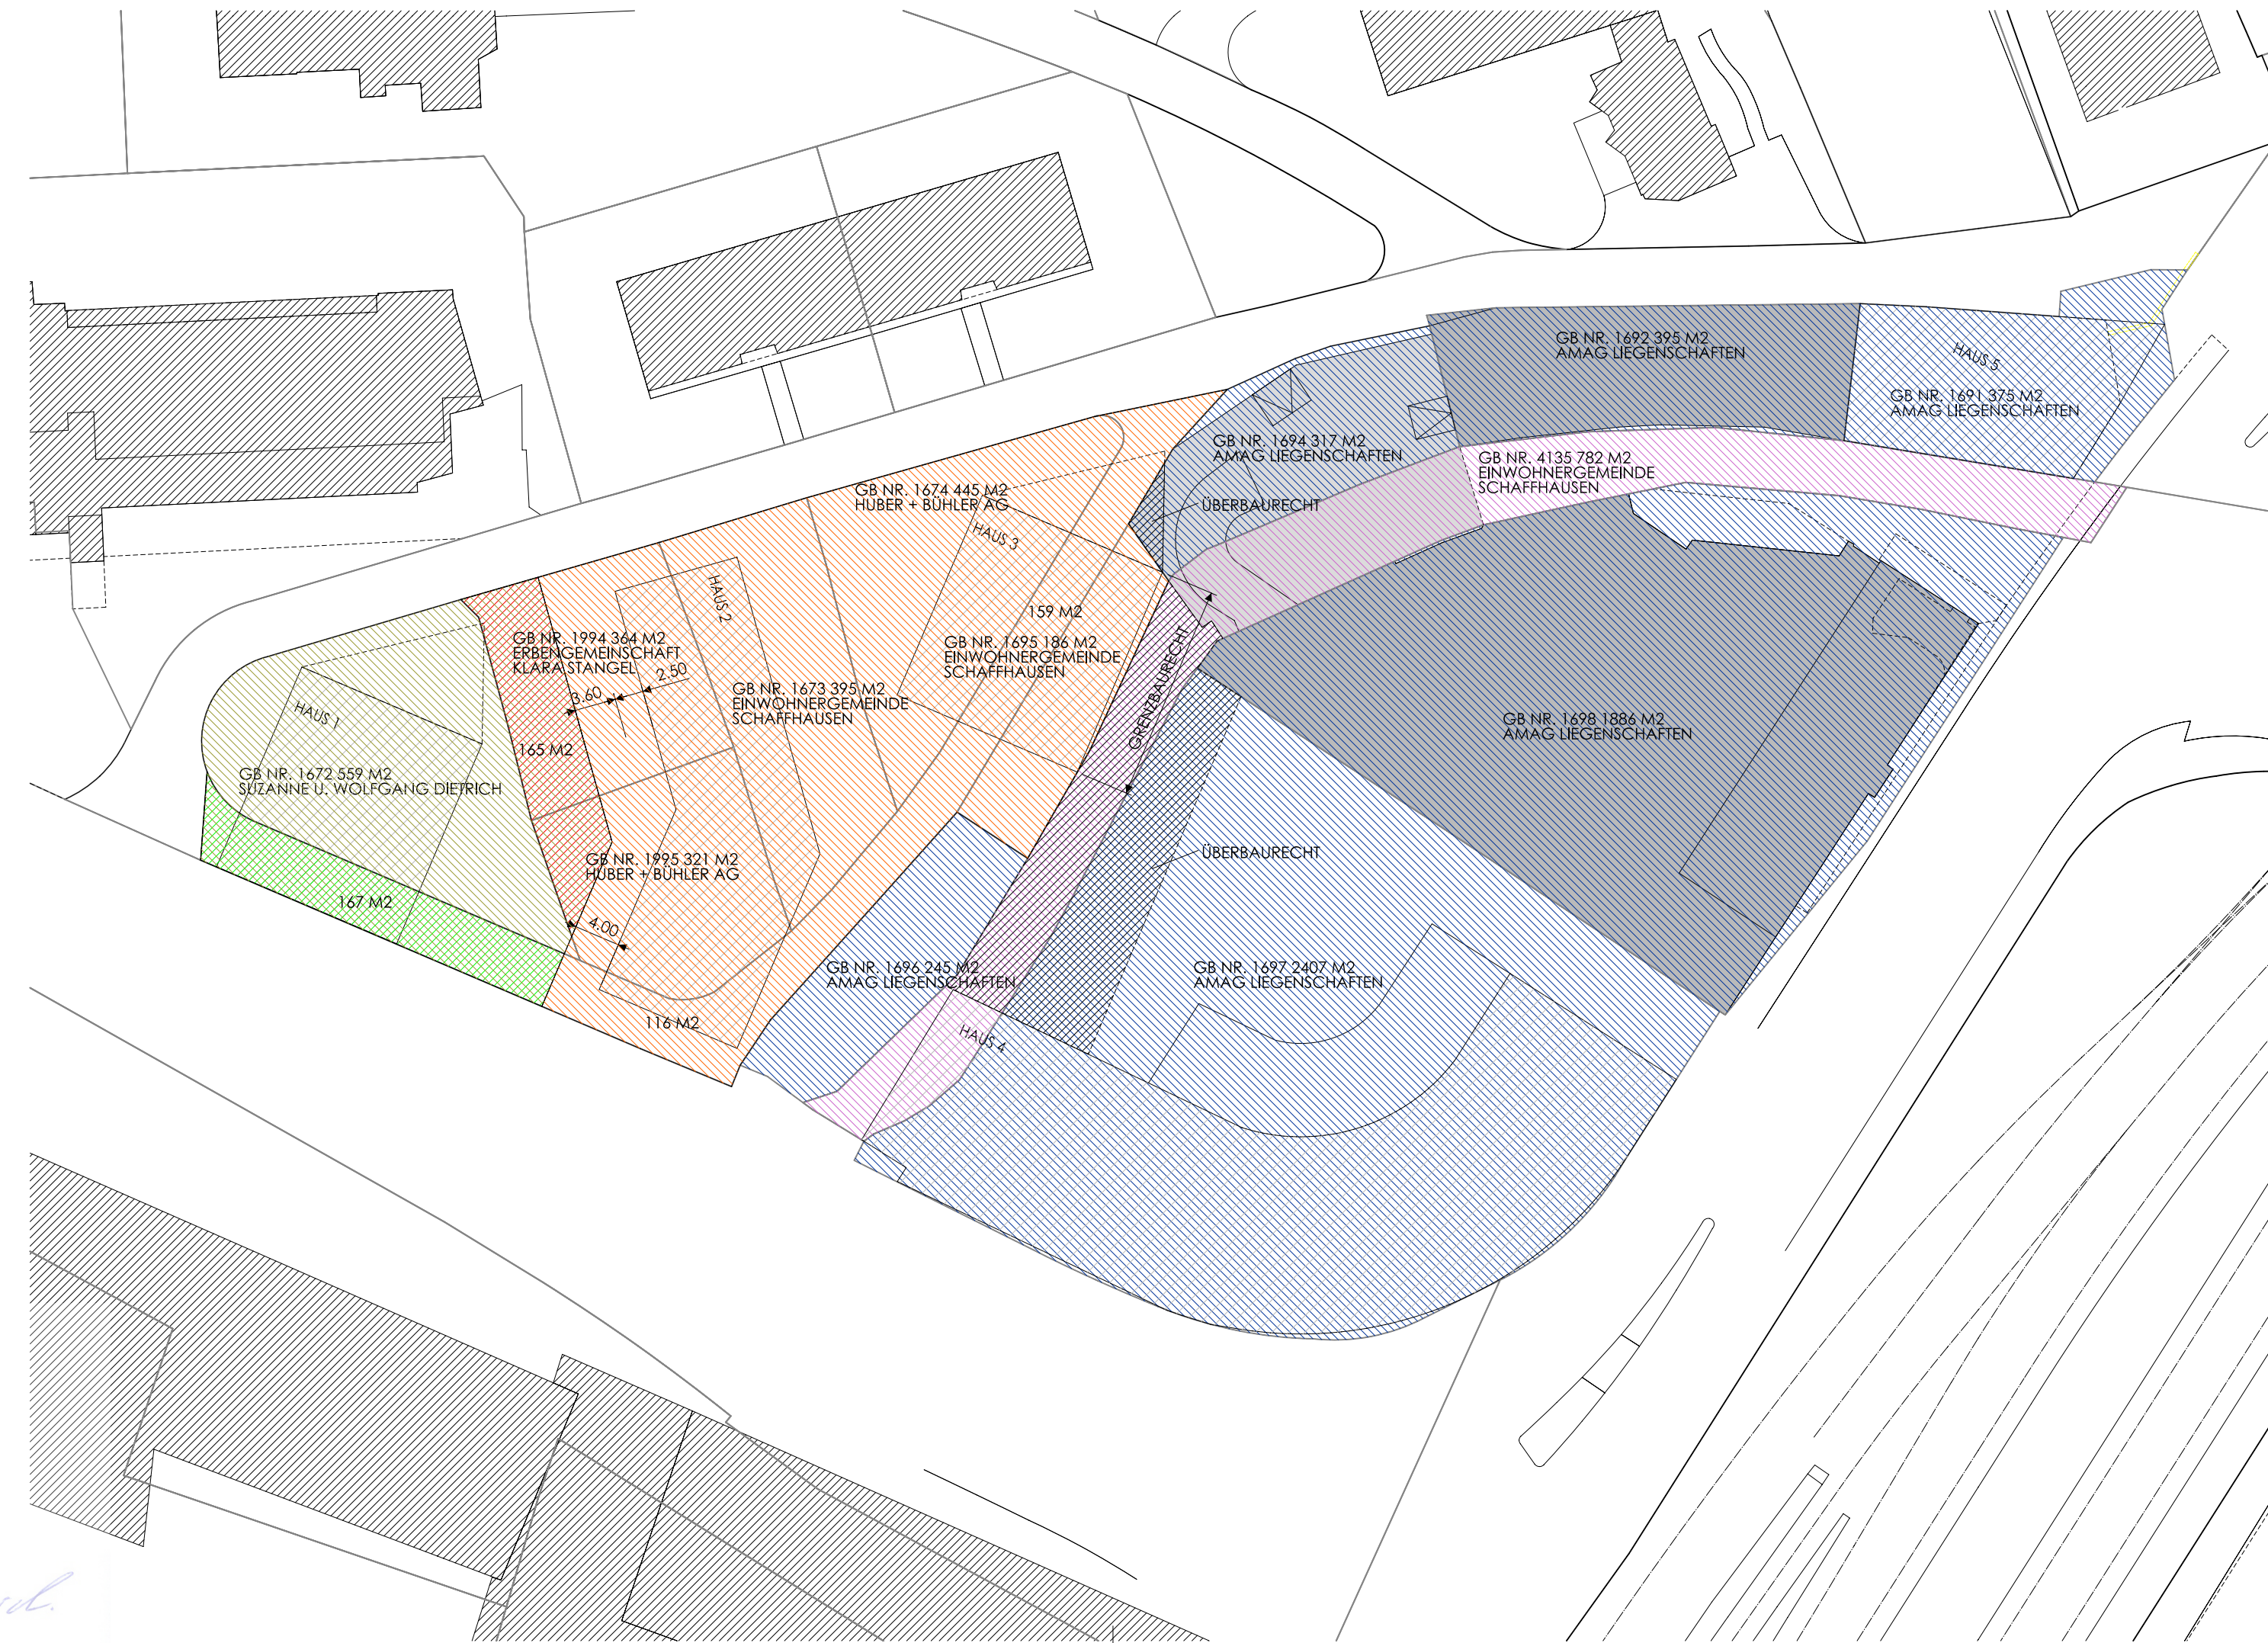 GB NR. 1692 395 M2
AMAG LIEGENSCHAFTEN
HAUS 5
GB NR. 1691 375 M2
AMAG LIEGENSCHAFTEN
GB NR. 1694 317 M2
AMAG LIEGENSCHAFTEN
GB NR. 4135 782 M2
EINWOHNERGEMEINDE
SCHAFFHAUSEN
GB NR. 1674 445 M2
HUBER + BÜHLER AG
ÜBERBAURECHT
HAUS 3
HAUS 2
159 M2
GB NR. 1994 364 M2
ERBENGEMEINSCHAFT
KLARA STANGEL
GB NR. 1695 186 M2
EINWOHNERGEMEINDE
SCHAFFHAUSEN
GRENZBAURECHT
3.60
2.50
GB NR. 1673 395 M2
EINWOHNERGEMEINDE
SCHAFFHAUSEN
HAUS 1
165 M2
GB NR. 1698 1886 M2
AMAG LIEGENSCHAFTEN
GB NR. 1672 559 M2
SUZANNE U. WOLFGANG DIETRICH
GB NR. 1995 321 M2
HUBER + BÜHLER AG
ÜBERBAURECHT
167 M2
4.00
GB NR. 1696 245 M2
AMAG LIEGENSCHAFTEN
GB NR. 1697 2407 M2
AMAG LIEGENSCHAFTEN
116 M2
HAUS 4